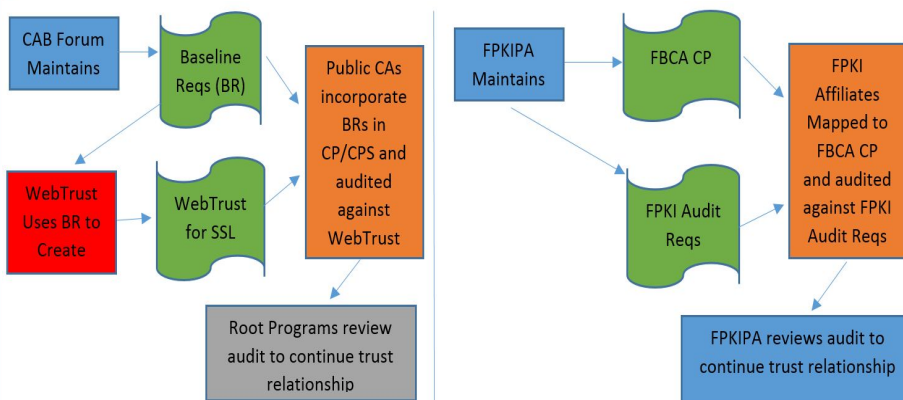 CAB Forum
Maintains
Baseline
Reqs (BR)
Public CAs
incorporate
BRs in
CP/CPS and
audited
against
WebTrust
WebTrust
Uses BR to
Create
WebTrust
for SSL
Root Programs review
audit to continue trust
relationship
FPKIPA
Maintains
FBCA CP
FPKI
Affiliates
Mapped to
FBCA CP
and audited
against FPKI
Audit Reqs
FPKI Audit
Reqs
FPKIPA reviews audit to
continue trust relationship